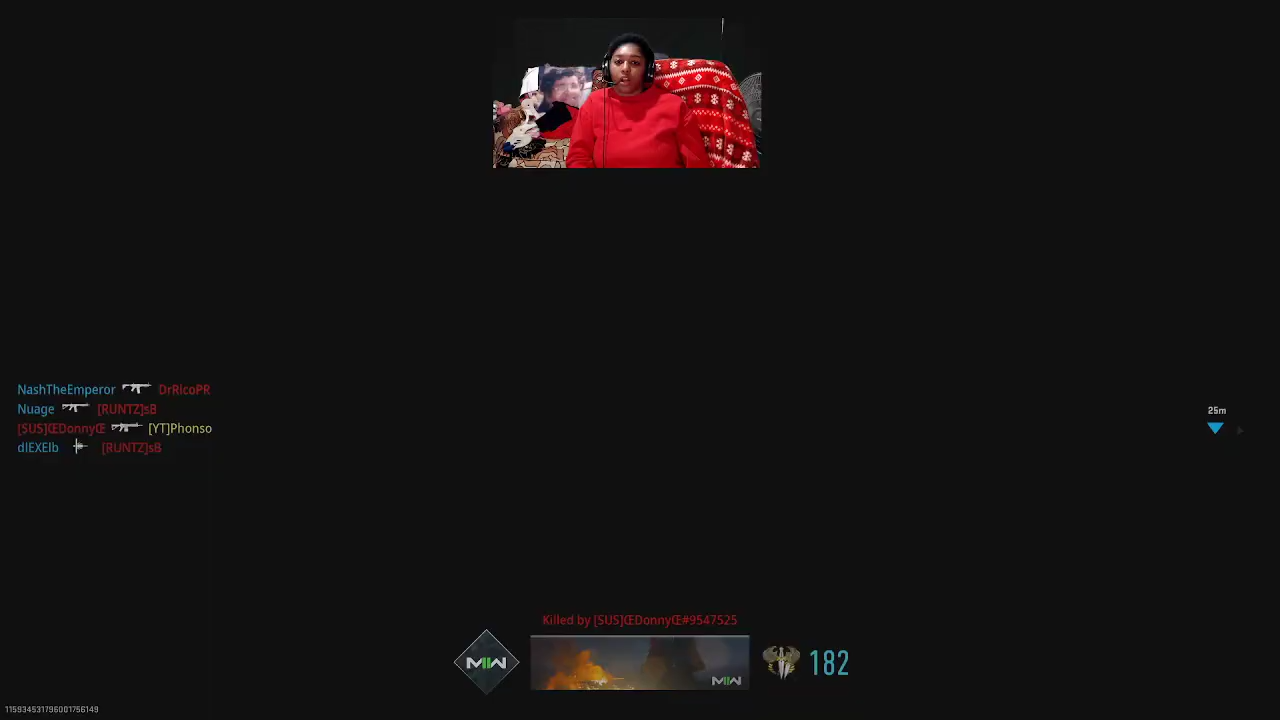 NashTheEmperor DrRicoPR
Nuage [RUNTZ]sB
[SUS]ŒDonnyŒ [YT]Phonso
dlEXElb [RUNTZ]sB
25m
Killed by [SUS]ŒDonnyŒ#9547525
MW
MW
182
115934531796001756149